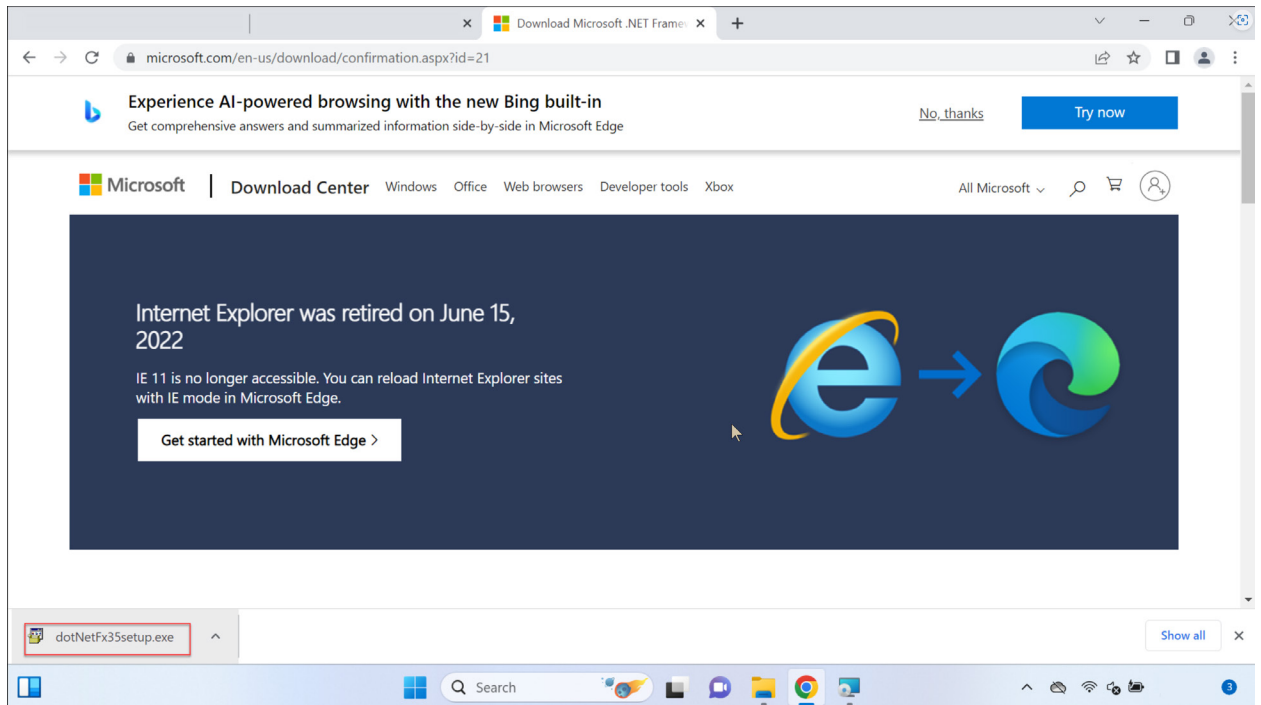 Download Microsoft .NET Frame
microsoft.com/en-us/download/confirmation.aspx?id=21
Experience AI-powered browsing with the new Bing built-in
Get comprehensive answers and summarized information side-by-side in Microsoft Edge
No, thanks
Try now
Microsoft
Download Center
Windows
Office
Web browsers
Developer tools
Xbox
All Microsoft
Internet Explorer was retired on June 15,
2022
IE 11 is no longer accessible. You can reload Internet Explorer sites
with IE mode in Microsoft Edge.
Get started with Microsoft Edge >
dotNetFx35setup.exe
Show all
Search
3